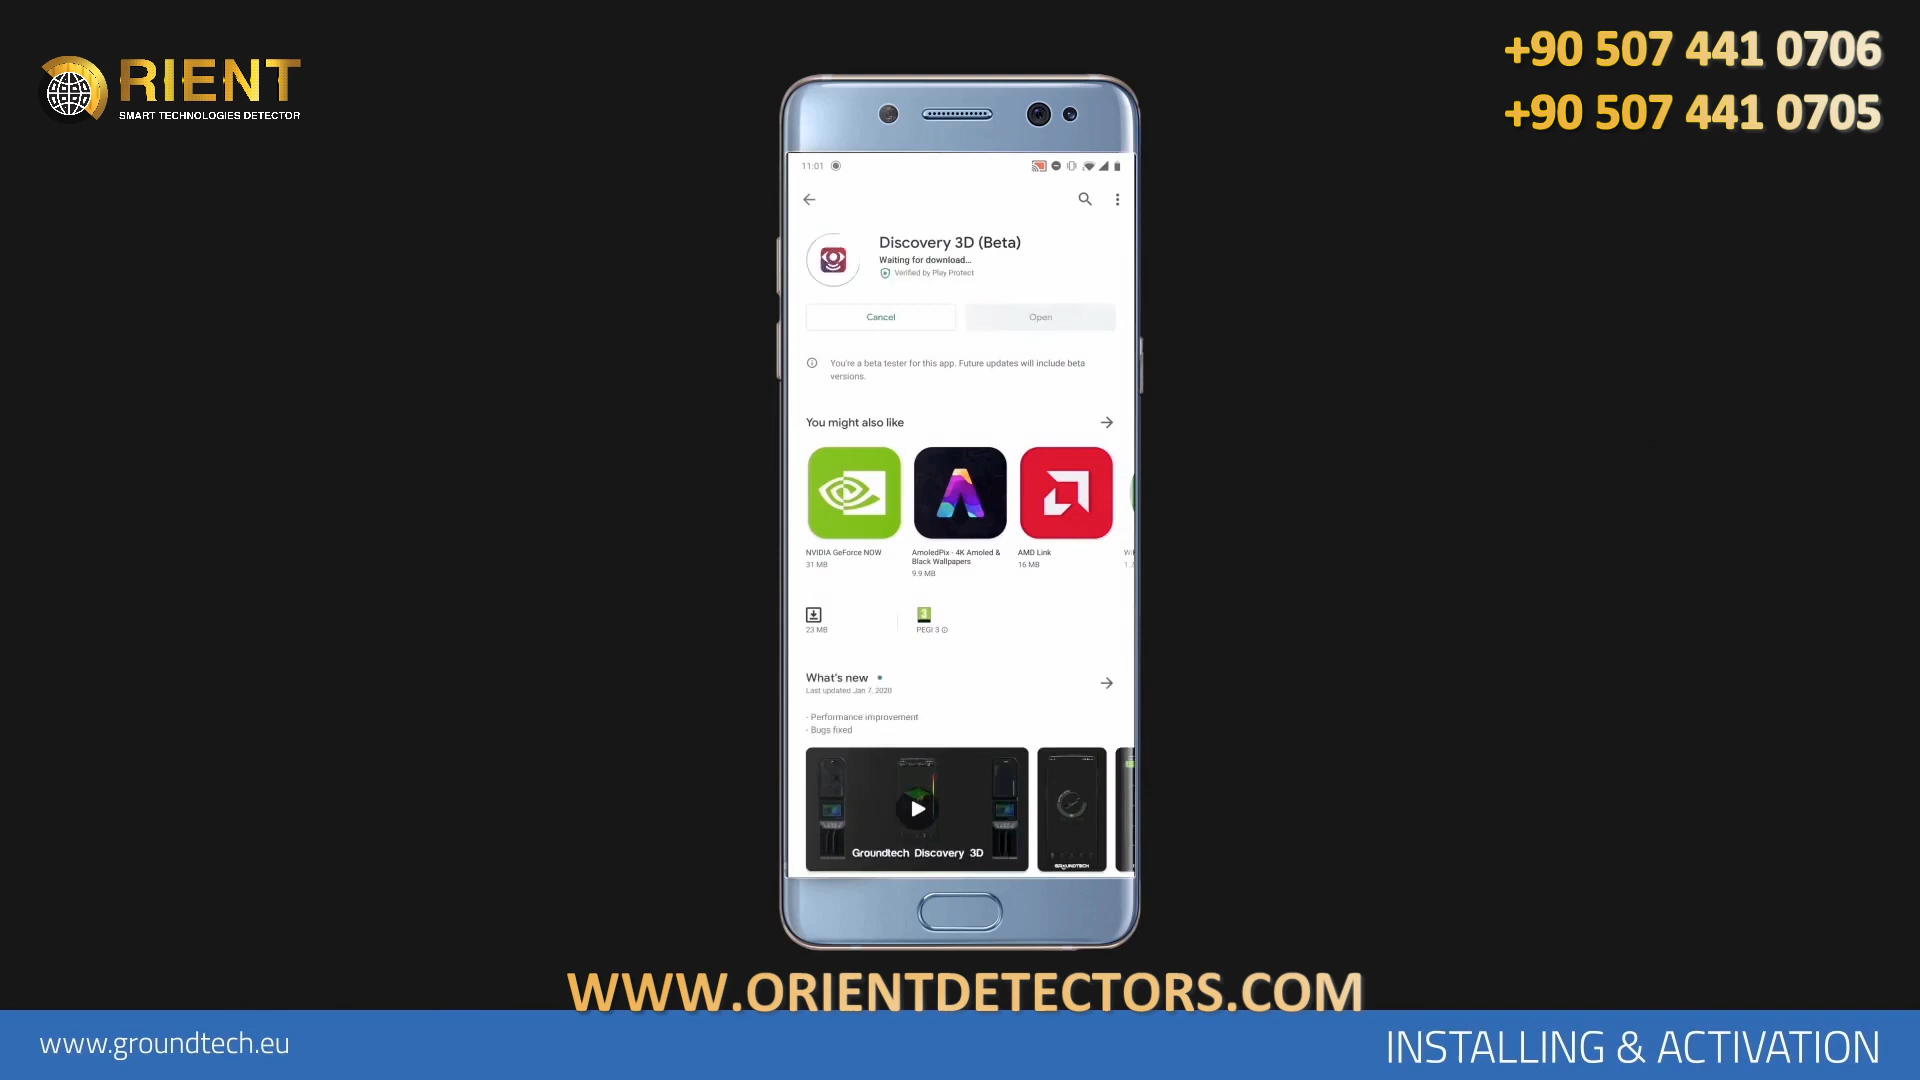 RIENT
SMART TECHNOLOGIES DETECTOR
+90 507 441 0706
+90 507 441 0705
11:01
Discovery 3D (Beta)
Waiting for download...
Verified by Play Protect
Cancel
Open
You're a beta tester for this app. Future updates will include beta
versions.
You might also like
NVIDIA GeForce NOW
31 MB
AmoledPix - 4K Amoled &
Black Wallpapers
9.9 MB
AMD Link
16 MB
23 MB
3
PEGI 3
What's new
Last updated Jan 7, 2020
- Performance improvement
- Bugs fixed
Groundtech Discovery 3D
GROUNDTECH
WWW.ORIENTDETECTORS.COM
www.groundtech.eu
INSTALLING & ACTIVATION